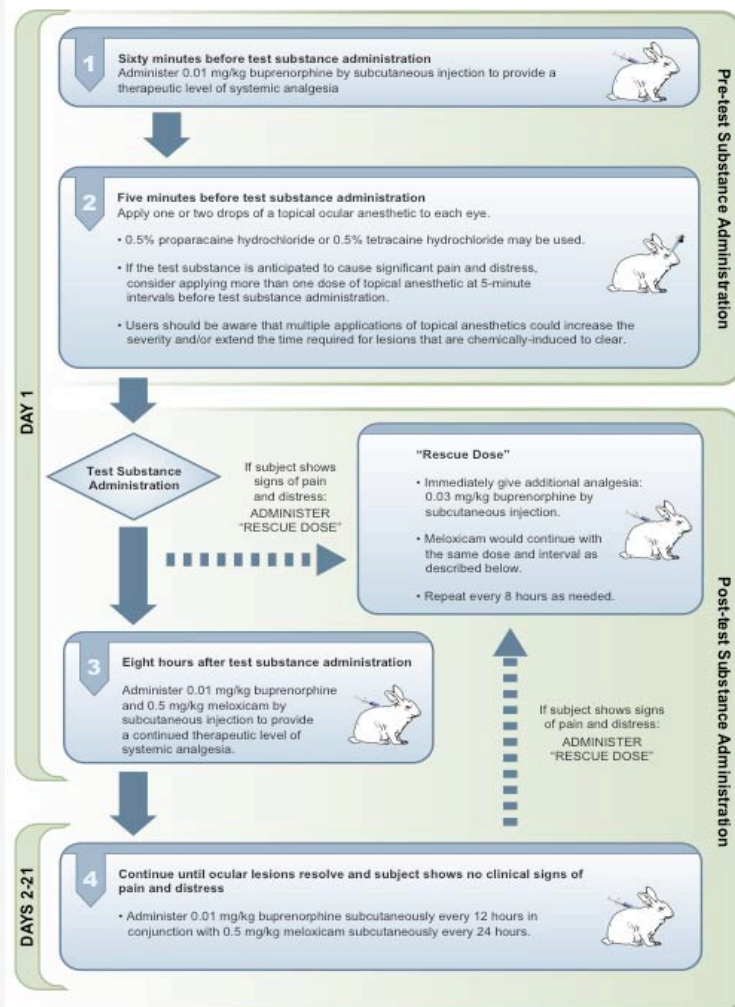 1
Sixty minutes before test substance administration
Administer 0.01 mg/kg buprenorphine by subcutaneous injection to provide a
therapeutic level of systemic analgesia
2
Five minutes before test substance administration
Apply one or two drops of a topical ocular anesthetic to each eye.
• 0.5% proparacaine hydrochloride or 0.5% tetracaine hydrochloride may be used.
• If the test substance is anticipated to cause significant pain and distress,
consider applying more than one dose of topical anesthetic at 5-minute
intervals before test substance administration.
• Users should be aware that multiple applications of topical anesthetics could increase the
severity and/or extend the time required for lesions that are chemically-induced to clear.
Pre-test Substance Administration
DAY 1
Test Substance
Administration
If subject shows
signs of pain
and distress:
ADMINISTER
“RESCUE DOSE”
“Rescue Dose”
• Immediately give additional analgesia:
0.03 mg/kg buprenorphine by
subcutaneous injection.
• Meloxicam would continue with
the same dose and interval as
described below.
• Repeat every 8 hours as needed.
3
Eight hours after test substance administration
Administer 0.01 mg/kg buprenorphine
and 0.5 mg/kg meloxicam by
subcutaneous injection to provide
a continued therapeutic level of
systemic analgesia.
If subject shows signs
of pain and distress:
ADMINISTER
“RESCUE DOSE”
Post-test Substance Administration
DAYS 2-21
4
Continue until ocular lesions resolve and subject shows no clinical signs of
pain and distress
• Administer 0.01 mg/kg buprenorphine subcutaneously every 12 hours in
conjunction with 0.5 mg/kg meloxicam subcutaneously every 24 hours.